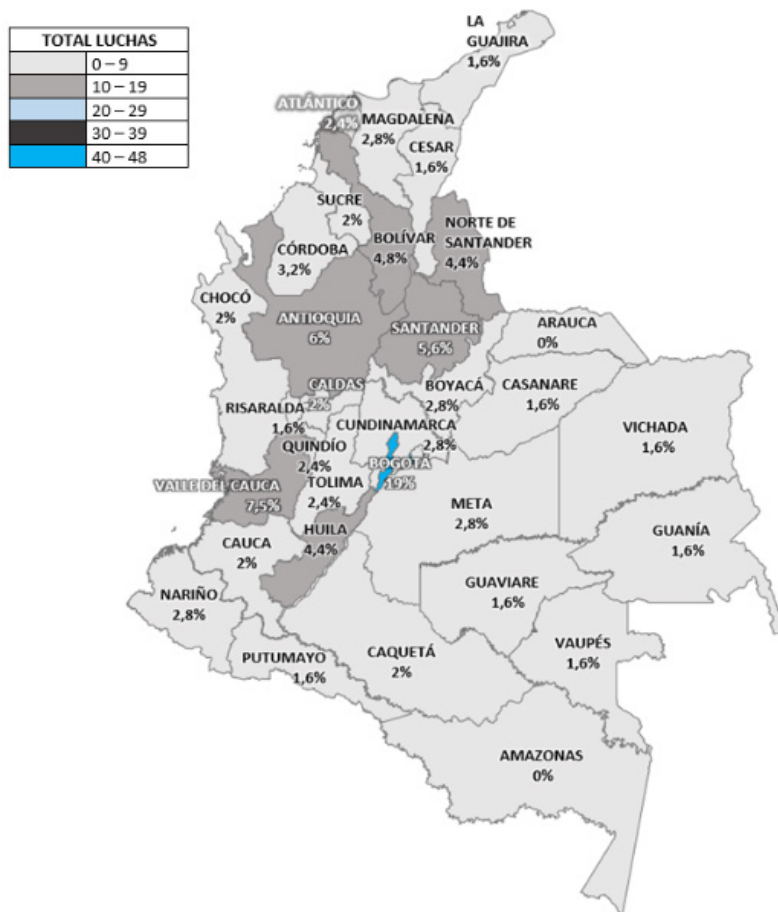 TOTAL LUCHAS
0 – 9
10 – 19
20 – 29
30 – 39
40 – 48
LA
GUAJIRA
1,6%
ATLÁNTICO
2,4%
MAGDALENA
2,8%
CESAR
1,6%
SUCRE
2%
NORTE DE
SANTANDER
4,4%
BOLÍVAR
4,8%
CÓRDOBA
3,2%
CHOCÓ
2%
ANTIOQUIA
6%
SANTANDER
5,6%
ARAUCA
0%
CALDAS
2%
BOYACÁ
2,8%
CASANARE
1,6%
RISARALDA
1,6%
CUNDINAMARCA
2,8%
VICHADA
1,6%
QUINDÍO
2,4%
BOGOTÁ
19%
VALLE DEL CAUCA
7,5%
TOLIMA
2,4%
META
2,8%
HUILA
4,4%
GUANÍA
1,6%
CAUCA
2%
GUAVIARE
1,6%
NARIÑO
2,8%
VAUPÉS
1,6%
CAQUETÁ
2%
PUTUMAYO
1,6%
AMAZONAS
0%